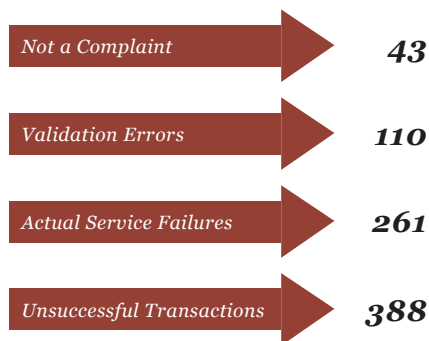 Not a Complaint 43
Validation Errors 110
Actual Service Failures 261
Unsuccessful Transactions 388